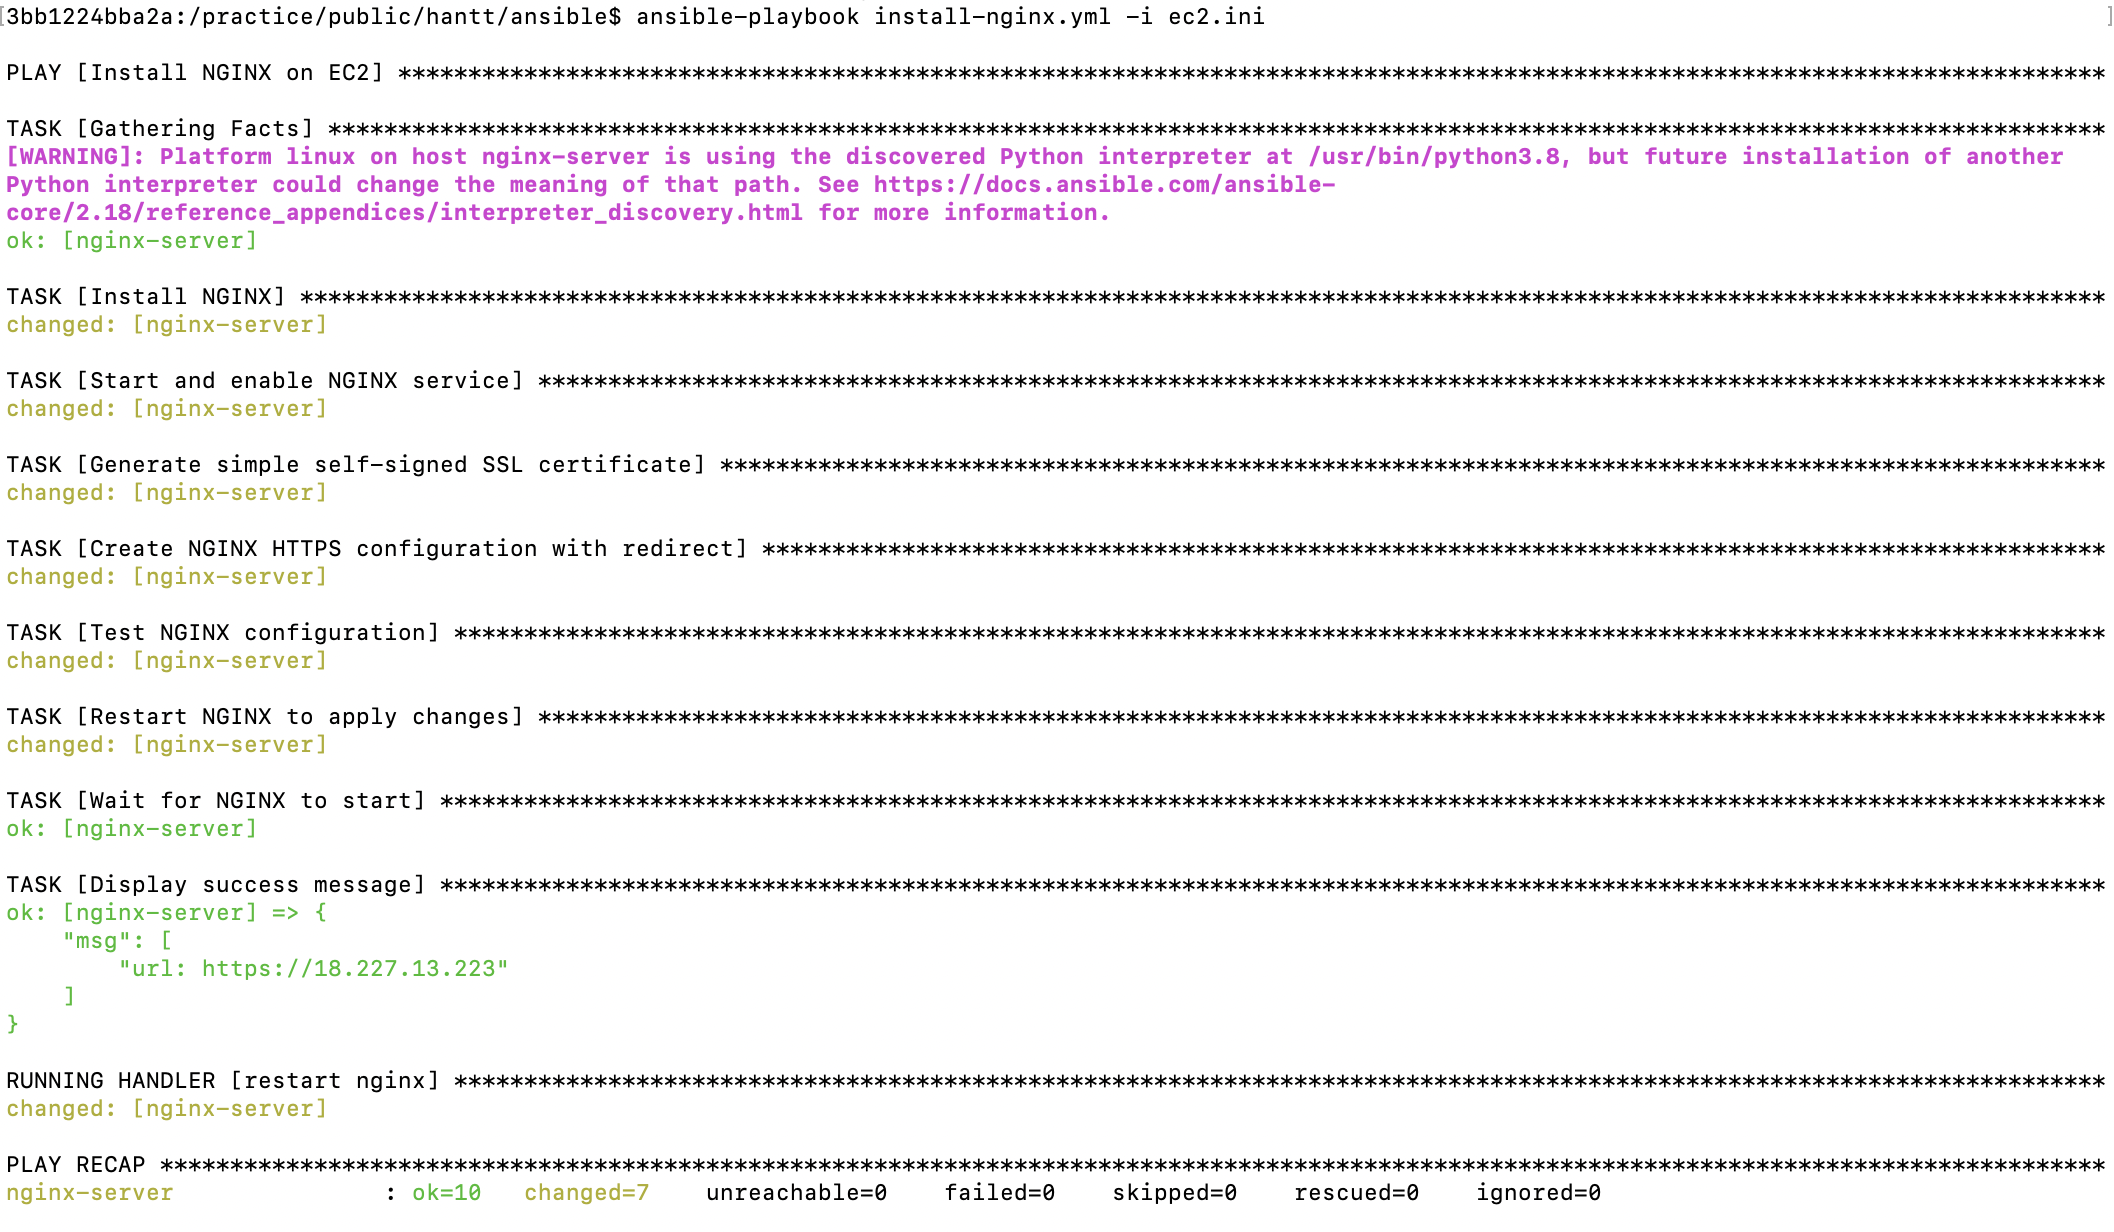 [3bb1224bba2a:/practice/public/hantt/ansible$ ansible-playbook install-nginx.yml -i ec2.ini ]
PLAY [Install NGINX on EC2] *************************************************************************************************************************
TASK [Gathering Facts] ******************************************************************************************************************************
[WARNING]: Platform linux on host nginx-server is using the discovered Python interpreter at /usr/bin/python3.8, but future installation of another
Python interpreter could change the meaning of that path. See https://docs.ansible.com/ansible-
core/2.18/reference_appendices/interpreter_discovery.html for more information.
ok: [nginx-server]
TASK [Install NGINX] ********************************************************************************************************************************
changed: [nginx-server]
TASK [Start and enable NGINX service] ***************************************************************************************************************
changed: [nginx-server]
TASK [Generate simple self-signed SSL certificate] **************************************************************************************************
changed: [nginx-server]
TASK [Create NGINX HTTPS configuration with redirect] ***********************************************************************************************
changed: [nginx-server]
TASK [Test NGINX configuration] *********************************************************************************************************************
changed: [nginx-server]
TASK [Restart NGINX to apply changes] ***************************************************************************************************************
changed: [nginx-server]
TASK [Wait for NGINX to start] **********************************************************************************************************************
ok: [nginx-server]
TASK [Display success message] **********************************************************************************************************************
ok: [nginx-server] => {
    "msg": [
        "url: https://18.227.13.223"
    ]
}
RUNNING HANDLER [restart nginx] *********************************************************************************************************************
changed: [nginx-server]
PLAY RECAP ******************************************************************************************************************************************
nginx-server               : ok=10   changed=7    unreachable=0    failed=0    skipped=0    rescued=0    ignored=0